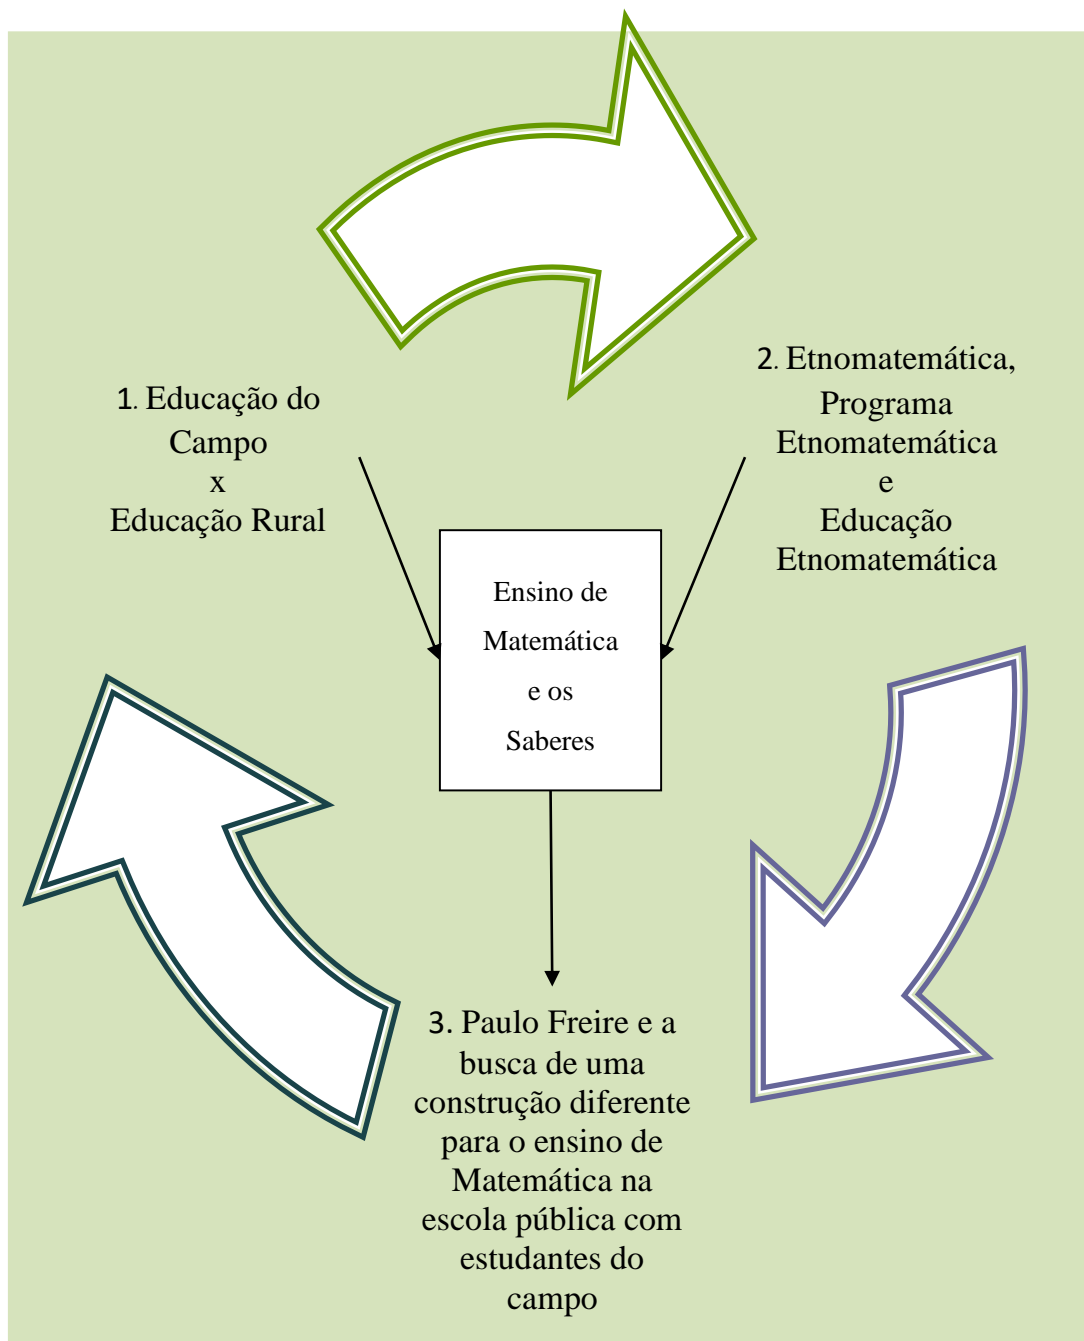 1. Educação do
Campo
x
Educação Rural
2. Etnomatemática,
Programa
Etnomatemática
e
Educação
Etnomatemática
Ensino de
Matemática
e os
Saberes
3. Paulo Freire e a
busca de uma
construção diferente
para o ensino de
Matemática na
escola pública com
estudantes do
campo